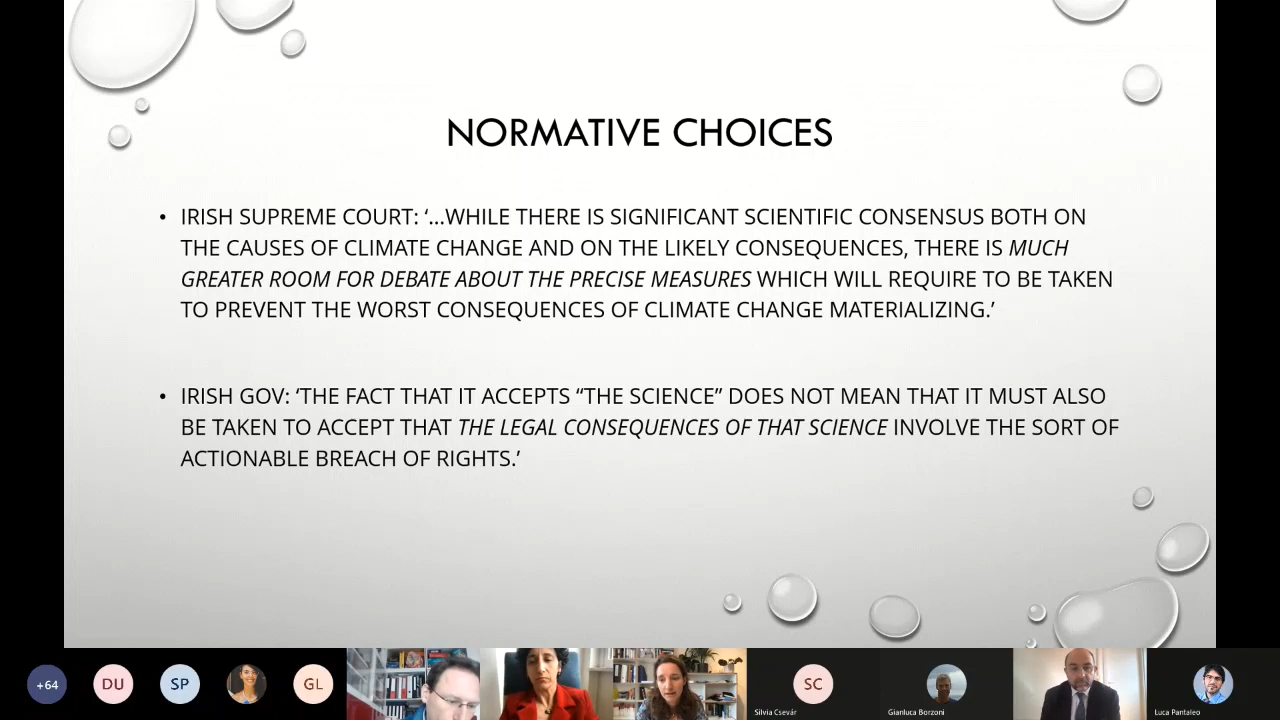 NORMATIVE CHOICES
• IRISH SUPREME COURT: ‘…WHILE THERE IS SIGNIFICANT SCIENTIFIC CONSENSUS BOTH ON
THE CAUSES OF CLIMATE CHANGE AND ON THE LIKELY CONSEQUENCES, THERE IS MUCH
GREATER ROOM FOR DEBATE ABOUT THE PRECISE MEASURES WHICH WILL REQUIRE TO BE TAKEN
TO PREVENT THE WORST CONSEQUENCES OF CLIMATE CHANGE MATERIALIZING.’
• IRISH GOV: ‘THE FACT THAT IT ACCEPTS “THE SCIENCE” DOES NOT MEAN THAT IT MUST ALSO
BE TAKEN TO ACCEPT THAT THE LEGAL CONSEQUENCES OF THAT SCIENCE INVOLVE THE SORT OF
ACTIONABLE BREACH OF RIGHTS.’
+64
DU
SP
GL
SC
Silvia Csevár
Gianluca Borzoni
Luca Pantaleo